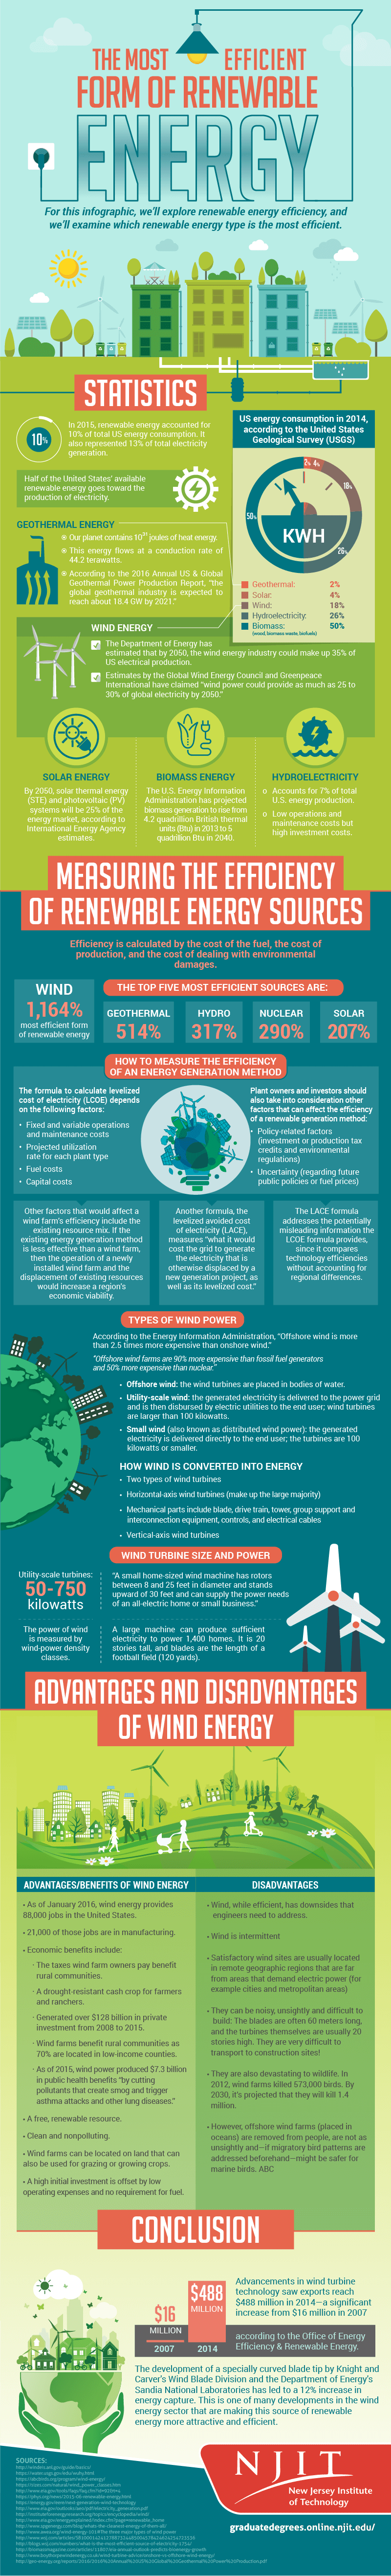 THE MOST EFFICIENT
FORM OF RENEWABLE
ENERGY
For this infographic, we'll explore renewable energy efficiency, and
we'll examine which renewable energy type is the most efficient.
STATISTICS
10%
In 2015, renewable energy accounted for
10% of total US energy consumption. It
also represented 13% of total electricity
generation.
Half of the United States' available
renewable energy goes toward the
production of electricity.
US energy consumption in 2014,
according to the United States
Geological Survey (USGS)
2% 4%
18%
50%
26%
KWH
Geothermal: 2%
Solar: 4%
Wind: 18%
Hydroelectricity: 26%
Biomass: 50%
(wood, biomass waste, biofuels)
GEOTHERMAL ENERGY
Our planet contains 10³¹ joules of heat energy.
This energy flows at a conduction rate of
44.2 terawatts.
According to the 2016 Annual US & Global
Geothermal Power Production Report, "the
global geothermal industry is expected to
reach about 18.4 GW by 2021."
WIND ENERGY
The Department of Energy has
estimated that by 2050, the wind energy industry could make up 35% of
US electrical production.
Estimates by the Global Wind Energy Council and Greenpeace
International have claimed "wind power could provide as much as 25 to
30% of global electricity by 2050."
SOLAR ENERGY
By 2050, solar thermal energy
(STE) and photovoltaic (PV)
systems will be 25% of the
energy market, according to
International Energy Agency
estimates.
BIOMASS ENERGY
The U.S. Energy Information
Administration has projected
biomass generation to rise from
4.2 quadrillion British thermal
units (Btu) in 2013 to 5
quadrillion Btu in 2040.
HYDROELECTRICITY
Accounts for 7% of total
U.S. energy production.
Low operations and
maintenance costs but
high investment costs.
MEASURING THE EFFICIENCY
OF RENEWABLE ENERGY SOURCES
Efficiency is calculated by the cost of the fuel, the cost of
production, and the cost of dealing with environmental
damages.
WIND
1,164%
most efficient form
of renewable energy
THE TOP FIVE MOST EFFICIENT SOURCES ARE:
GEOTHERMAL
514%
HYDRO
317%
NUCLEAR
290%
SOLAR
207%
HOW TO MEASURE THE EFFICIENCY
OF AN ENERGY GENERATION METHOD
The formula to calculate levelized
cost of electricity (LCOE) depends
on the following factors:
• Fixed and variable operations
and maintenance costs
• Projected utilization
rate for each plant type
• Fuel costs
• Capital costs
Plant owners and investors should
also take into consideration other
factors that can affect the efficiency
of a renewable generation method:
• Policy-related factors
(investment or production tax
credits and environmental
regulations)
• Uncertainty (regarding future
public policies or fuel prices)
Other factors that would affect a
wind farm's efficiency include the
existing resource mix. If the
existing energy generation method
is less effective than a wind farm,
then the operation of a newly
installed wind farm and the
displacement of existing resources
would increase a region's
economic viability.
Another formula, the
levelized avoided cost
of electricity (LACE),
measures "what it would
cost the grid to generate
the electricity that is
otherwise displaced by a
new generation project, as
well as its levelized cost."
The LACE formula
addresses the potentially
misleading information the
LCOE formula provides,
since it compares
technology efficiencies
without accounting for
regional differences.
TYPES OF WIND POWER
According to the Energy Information Administration, "Offshore wind is more
than 2.5 times more expensive than onshore wind."
"Offshore wind farms are 90% more expensive than fossil fuel generators
and 50% more expensive than nuclear."
• Offshore wind: the wind turbines are placed in bodies of water.
• Utility-scale wind: the generated electricity is delivered to the power grid
and is then disbursed by electric utilities to the end user; wind turbines
are larger than 100 kilowatts.
• Small wind (also known as distributed wind power): the generated
electricity is delivered directly to the end user; the turbines are 100
kilowatts or smaller.
HOW WIND IS CONVERTED INTO ENERGY
• Two types of wind turbines
• Horizontal-axis wind turbines (make up the large majority)
• Mechanical parts include blade, drive train, tower, group support and
interconnection equipment, controls, and electrical cables
• Vertical-axis wind turbines
WIND TURBINE SIZE AND POWER
Utility-scale turbines:
50-750
kilowatts
"A small home-sized wind machine has rotors
between 8 and 25 feet in diameter and stands
upward of 30 feet and can supply the power needs
of an all-electric home or small business."
The power of wind
is measured by
wind-power density
classes.
A large machine can produce sufficient
electricity to power 1,400 homes. It is 20
stories tall, and blades are the length of a
football field (120 yards).
ADVANTAGES AND DISADVANTAGES
OF WIND ENERGY
ADVANTAGES/BENEFITS OF WIND ENERGY
• As of January 2016, wind energy provides
88,000 jobs in the United States.
• 21,000 of those jobs are in manufacturing.
• Economic benefits include:
- The taxes wind farm owners pay benefit
rural communities.
- A drought-resistant cash crop for farmers
and ranchers.
- Generated over $128 billion in private
investment from 2008 to 2015.
- Wind farms benefit rural communities as
70% are located in low-income counties.
- As of 2015, wind power produced $7.3 billion
in public health benefits "by cutting
pollutants that create smog and trigger
asthma attacks and other lung diseases."
• A free, renewable resource.
• Clean and nonpolluting.
• Wind farms can be located on land that can
also be used for grazing or growing crops.
• A high initial investment is offset by low
operating expenses and no requirement for fuel.
DISADVANTAGES
• Wind, while efficient, has downsides that
engineers need to address.
• Wind is intermittent
• Satisfactory wind sites are usually located
in remote geographic regions that are far
from areas that demand electric power (for
example cities and metropolitan areas)
• They can be noisy, unsightly and difficult to
build: The blades are often 60 meters long,
and the turbines themselves are usually 20
stories high. They are very difficult to
transport to construction sites!
• They are also devastating to wildlife. In
2012, wind farms killed 573,000 birds. By
2030, it's projected that they will kill 1.4
million.
• However, offshore wind farms (placed in
oceans) are removed from people, are not as
unsightly and—if migratory bird patterns are
addressed beforehand—might be safer for
marine birds. ABC
CONCLUSION
$16
MILLION
2007
$488
MILLION
2014
Advancements in wind turbine
technology saw exports reach
$488 million in 2014—a significant
increase from $16 million in 2007
according to the Office of Energy
Efficiency & Renewable Energy.
The development of a specially curved blade tip by Knight and
Carver's Wind Blade Division and the Department of Energy's
Sandia National Laboratories has led to a 12% increase in
energy capture. This is one of many developments in the wind
energy sector that are making this source of renewable
energy more attractive and efficient.
SOURCES:
NJIT
New Jersey Institute
of Technology
graduatedegrees.online.njit.edu/